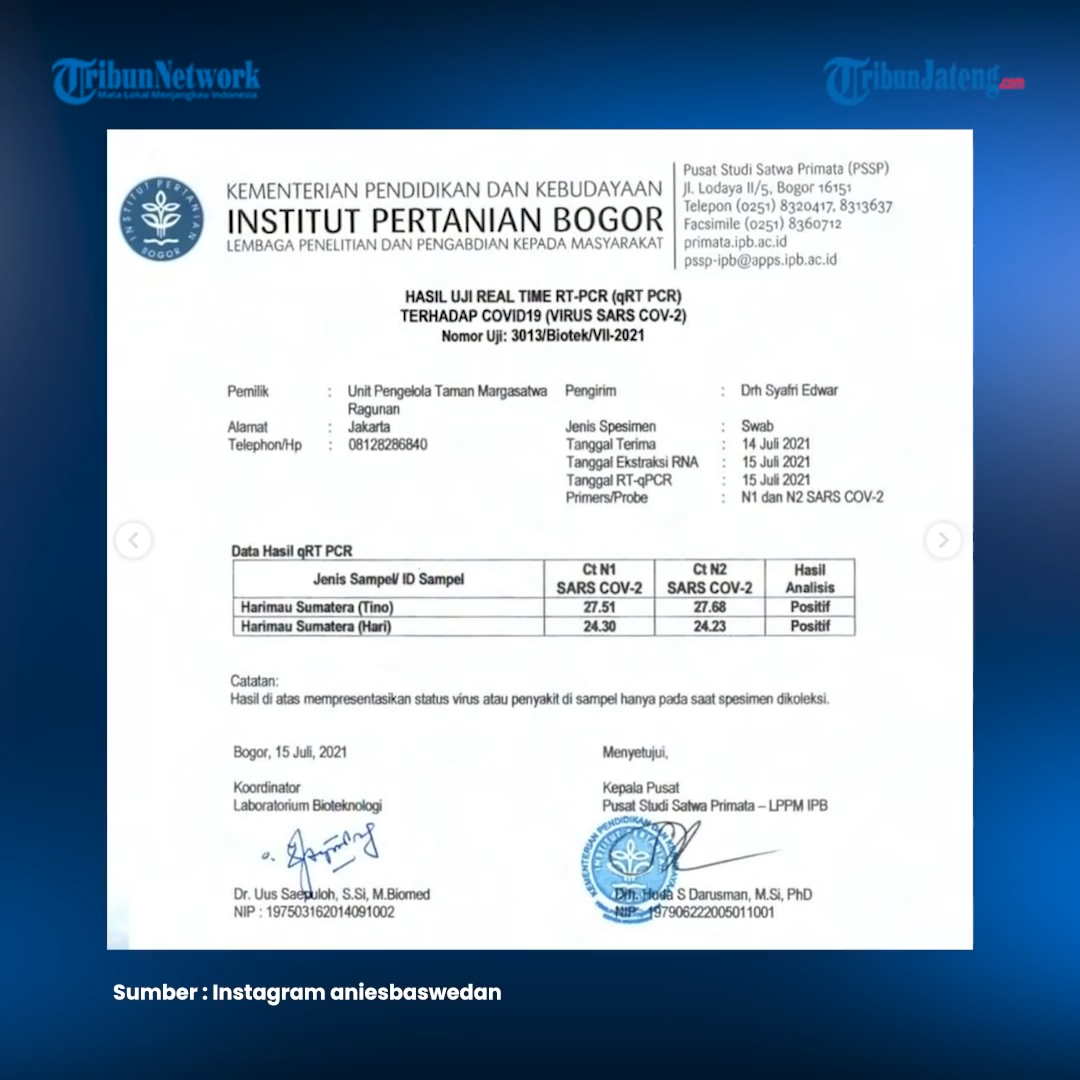 TribunNetwork
Mata Lokal Menjangkau Indonesia
TribunJateng.com
INSTITUT PERTANIAN
BOGOR
KEMENTERIAN PENDIDIKAN DAN KEBUDAYAAN
INSTITUT PERTANIAN BOGOR
LEMBAGA PENELITIAN DAN PENGABDIAN KEPADA MASYARAKAT
Pusat Studi Satwa Primata (PSSP)
Jl. Lodaya II/5, Bogor 16151
Telepon (0251) 8320417, 8313637
Facsimile (0251) 8360712
primata.ipb.ac.id
pssp-ipb@apps.ipb.ac.id
HASIL UJI REAL TIME RT-PCR (qRT PCR)
TERHADAP COVID19 (VIRUS SARS COV-2)
Nomor Uji: 3013/Biotek/VII-2021
Pemilik : Unit Pengelola Taman Margasatwa
Ragunan
Alamat : Jakarta
Telephon/Hp : 08128286840
Pengirim : Drh Syafri Edwar
Jenis Spesimen : Swab
Tanggal Terima : 14 Juli 2021
Tanggal Ekstraksi RNA : 15 Juli 2021
Tanggal RT-qPCR : 15 Juli 2021
Primers/Probe : N1 dan N2 SARS COV-2
Data Hasil qRT PCR
Jenis Sampel/ ID Sampel
Ct N1
SARS COV-2
Ct N2
SARS COV-2
Hasil
Analisis
Harimau Sumatera (Tino) 27.51 27.68 Positif
Harimau Sumatera (Hari) 24.30 24.23 Positif
Catatan:
Hasil di atas mempresentasikan status virus atau penyakit di sampel hanya pada saat spesimen dikoleksi.
Bogor, 15 Juli, 2021
Koordinator
Laboratorium Bioteknologi
Dr. Uus Saepuloh, S.Si, M.Biomed
NIP : 197503162014091002
Menyetujui,
Kepala Pusat
Pusat Studi Satwa Primata – LPPM IPB
Drh. Huda S Darusman, M.Si, PhD
NIP 197906222005011001
Sumber : Instagram aniesbaswedan